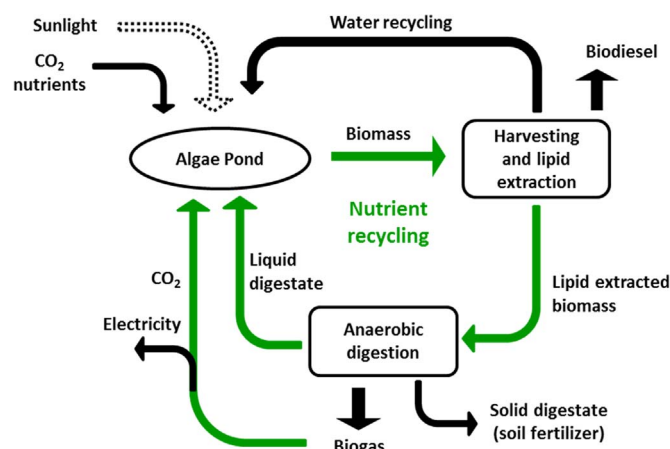 Sunlight
Water recycling
Biodiesel
CO₂
nutrients
Biomass
Harvesting
and lipid
extraction
Algae Pond
Nutrient
recycling
CO₂
Liquid
digestate
Lipid extracted
biomass
Electricity
Anaerobic
digestion
Solid digestate
(soil fertilizer)
Biogas